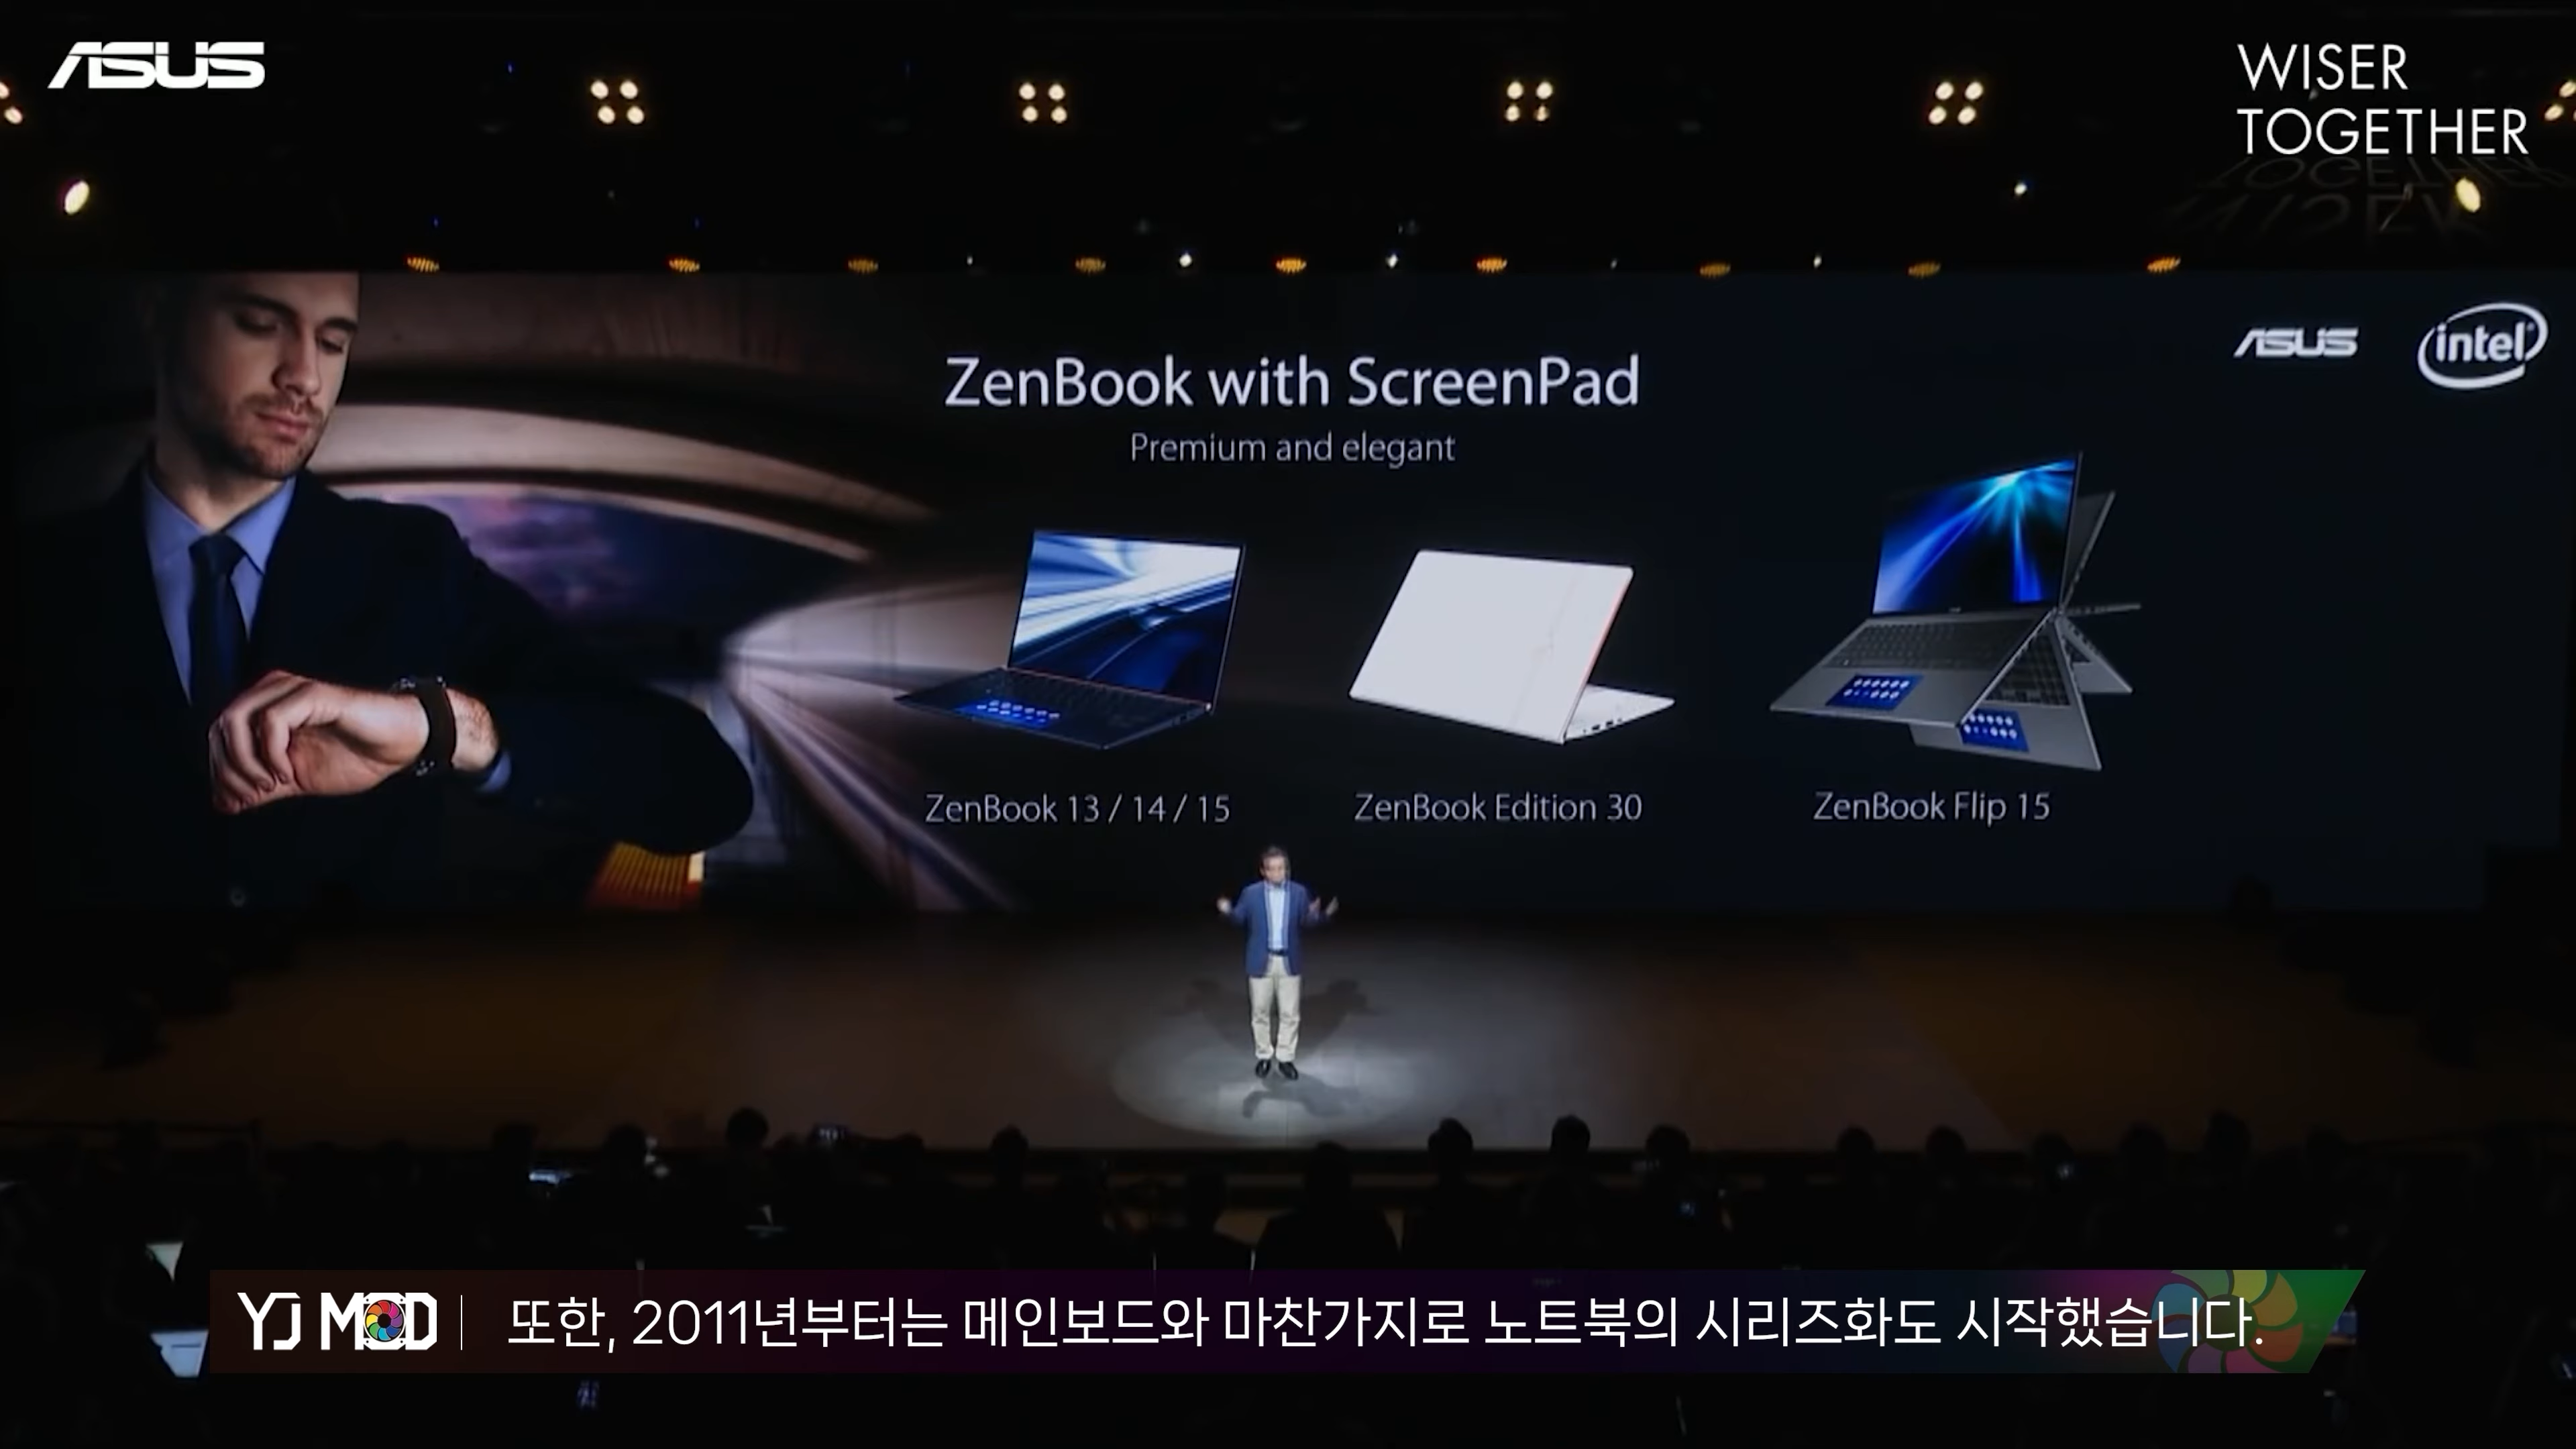 ASUS
WISER
TOGETHER
ASUS
intel
ZenBook with ScreenPad
Premium and elegant
ZenBook 13 / 14 / 15
ZenBook Edition 30
ZenBook Flip 15
YJ MOD
또한, 2011년부터는 메인보드와 마찬가지로 노트북의 시리즈화도 시작했습니다.